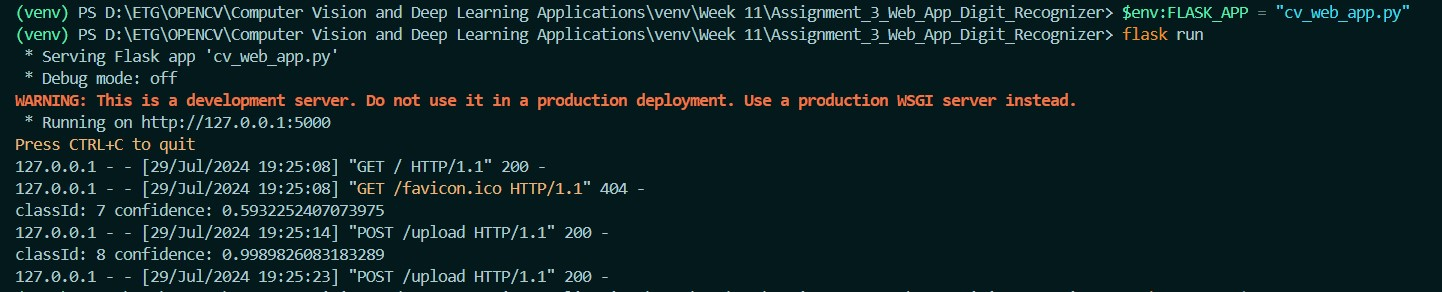 (venv) PS D:\ETG\OPENCV\Computer Vision and Deep Learning Applications\venv\Week 11\Assignment_3_Web_App_Digit_Recognizer> $env:FLASK_APP = "cv_web_app.py"
(venv) PS D:\ETG\OPENCV\Computer Vision and Deep Learning Applications\venv\Week 11\Assignment_3_Web_App_Digit_Recognizer> flask run
 * Serving Flask app 'cv_web_app.py'
 * Debug mode: off
WARNING: This is a development server. Do not use it in a production deployment. Use a production WSGI server instead.
 * Running on http://127.0.0.1:5000
Press CTRL+C to quit
127.0.0.1 - - [29/Jul/2024 19:25:08] "GET / HTTP/1.1" 200 -
127.0.0.1 - - [29/Jul/2024 19:25:08] "GET /favicon.ico HTTP/1.1" 404 -
classId: 7 confidence: 0.5932252407073975
127.0.0.1 - - [29/Jul/2024 19:25:14] "POST /upload HTTP/1.1" 200 -
classId: 8 confidence: 0.9989826083183289
127.0.0.1 - - [29/Jul/2024 19:25:23] "POST /upload HTTP/1.1" 200 -